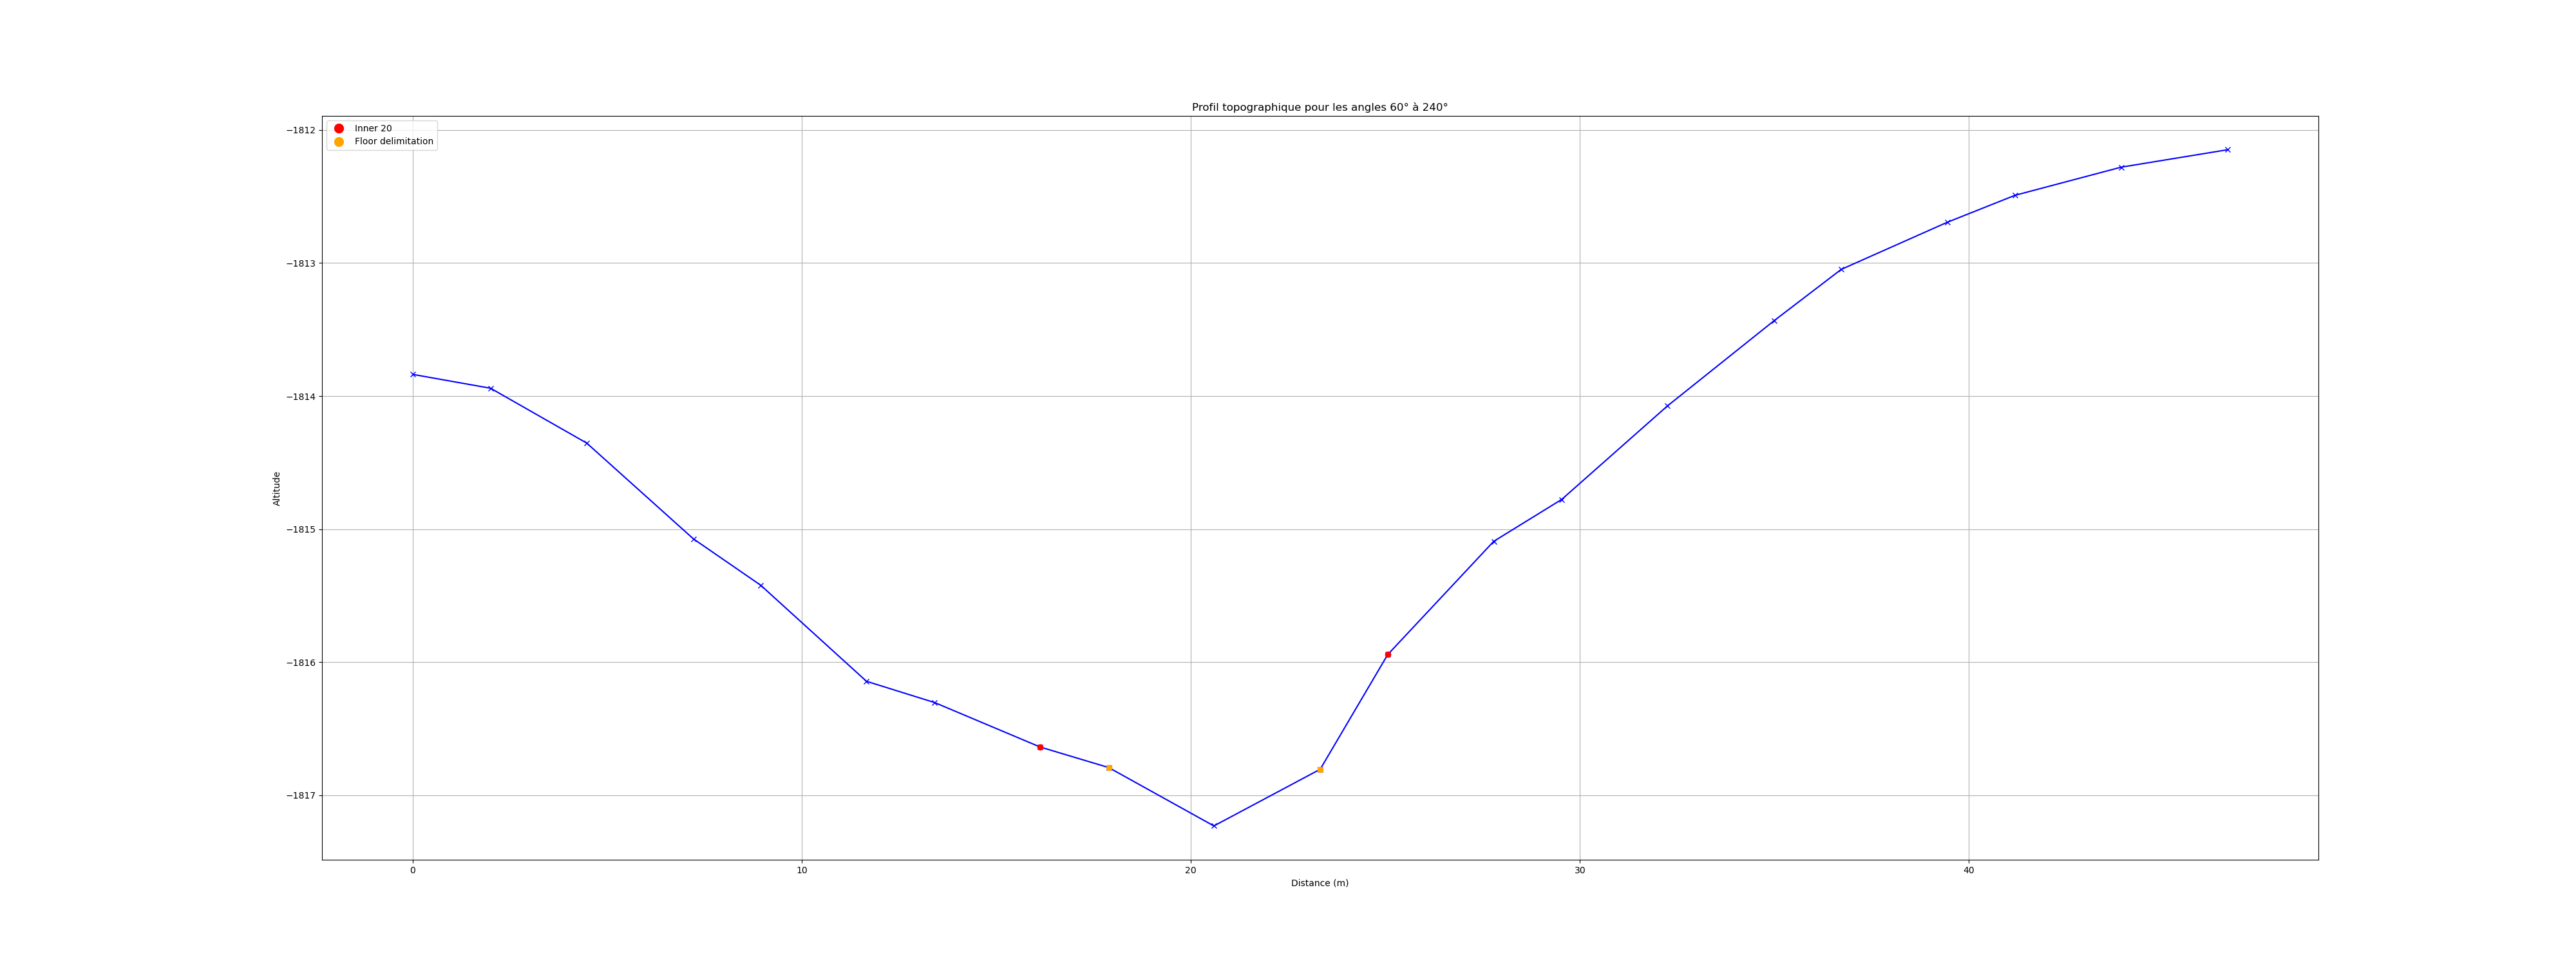 Profil topographique pour les angles 60° à 240°
Inner 20
Floor delimitation
−1812
−1813
−1814
−1815
−1816
−1817
Altitude
0 10 20 30 40
Distance (m)